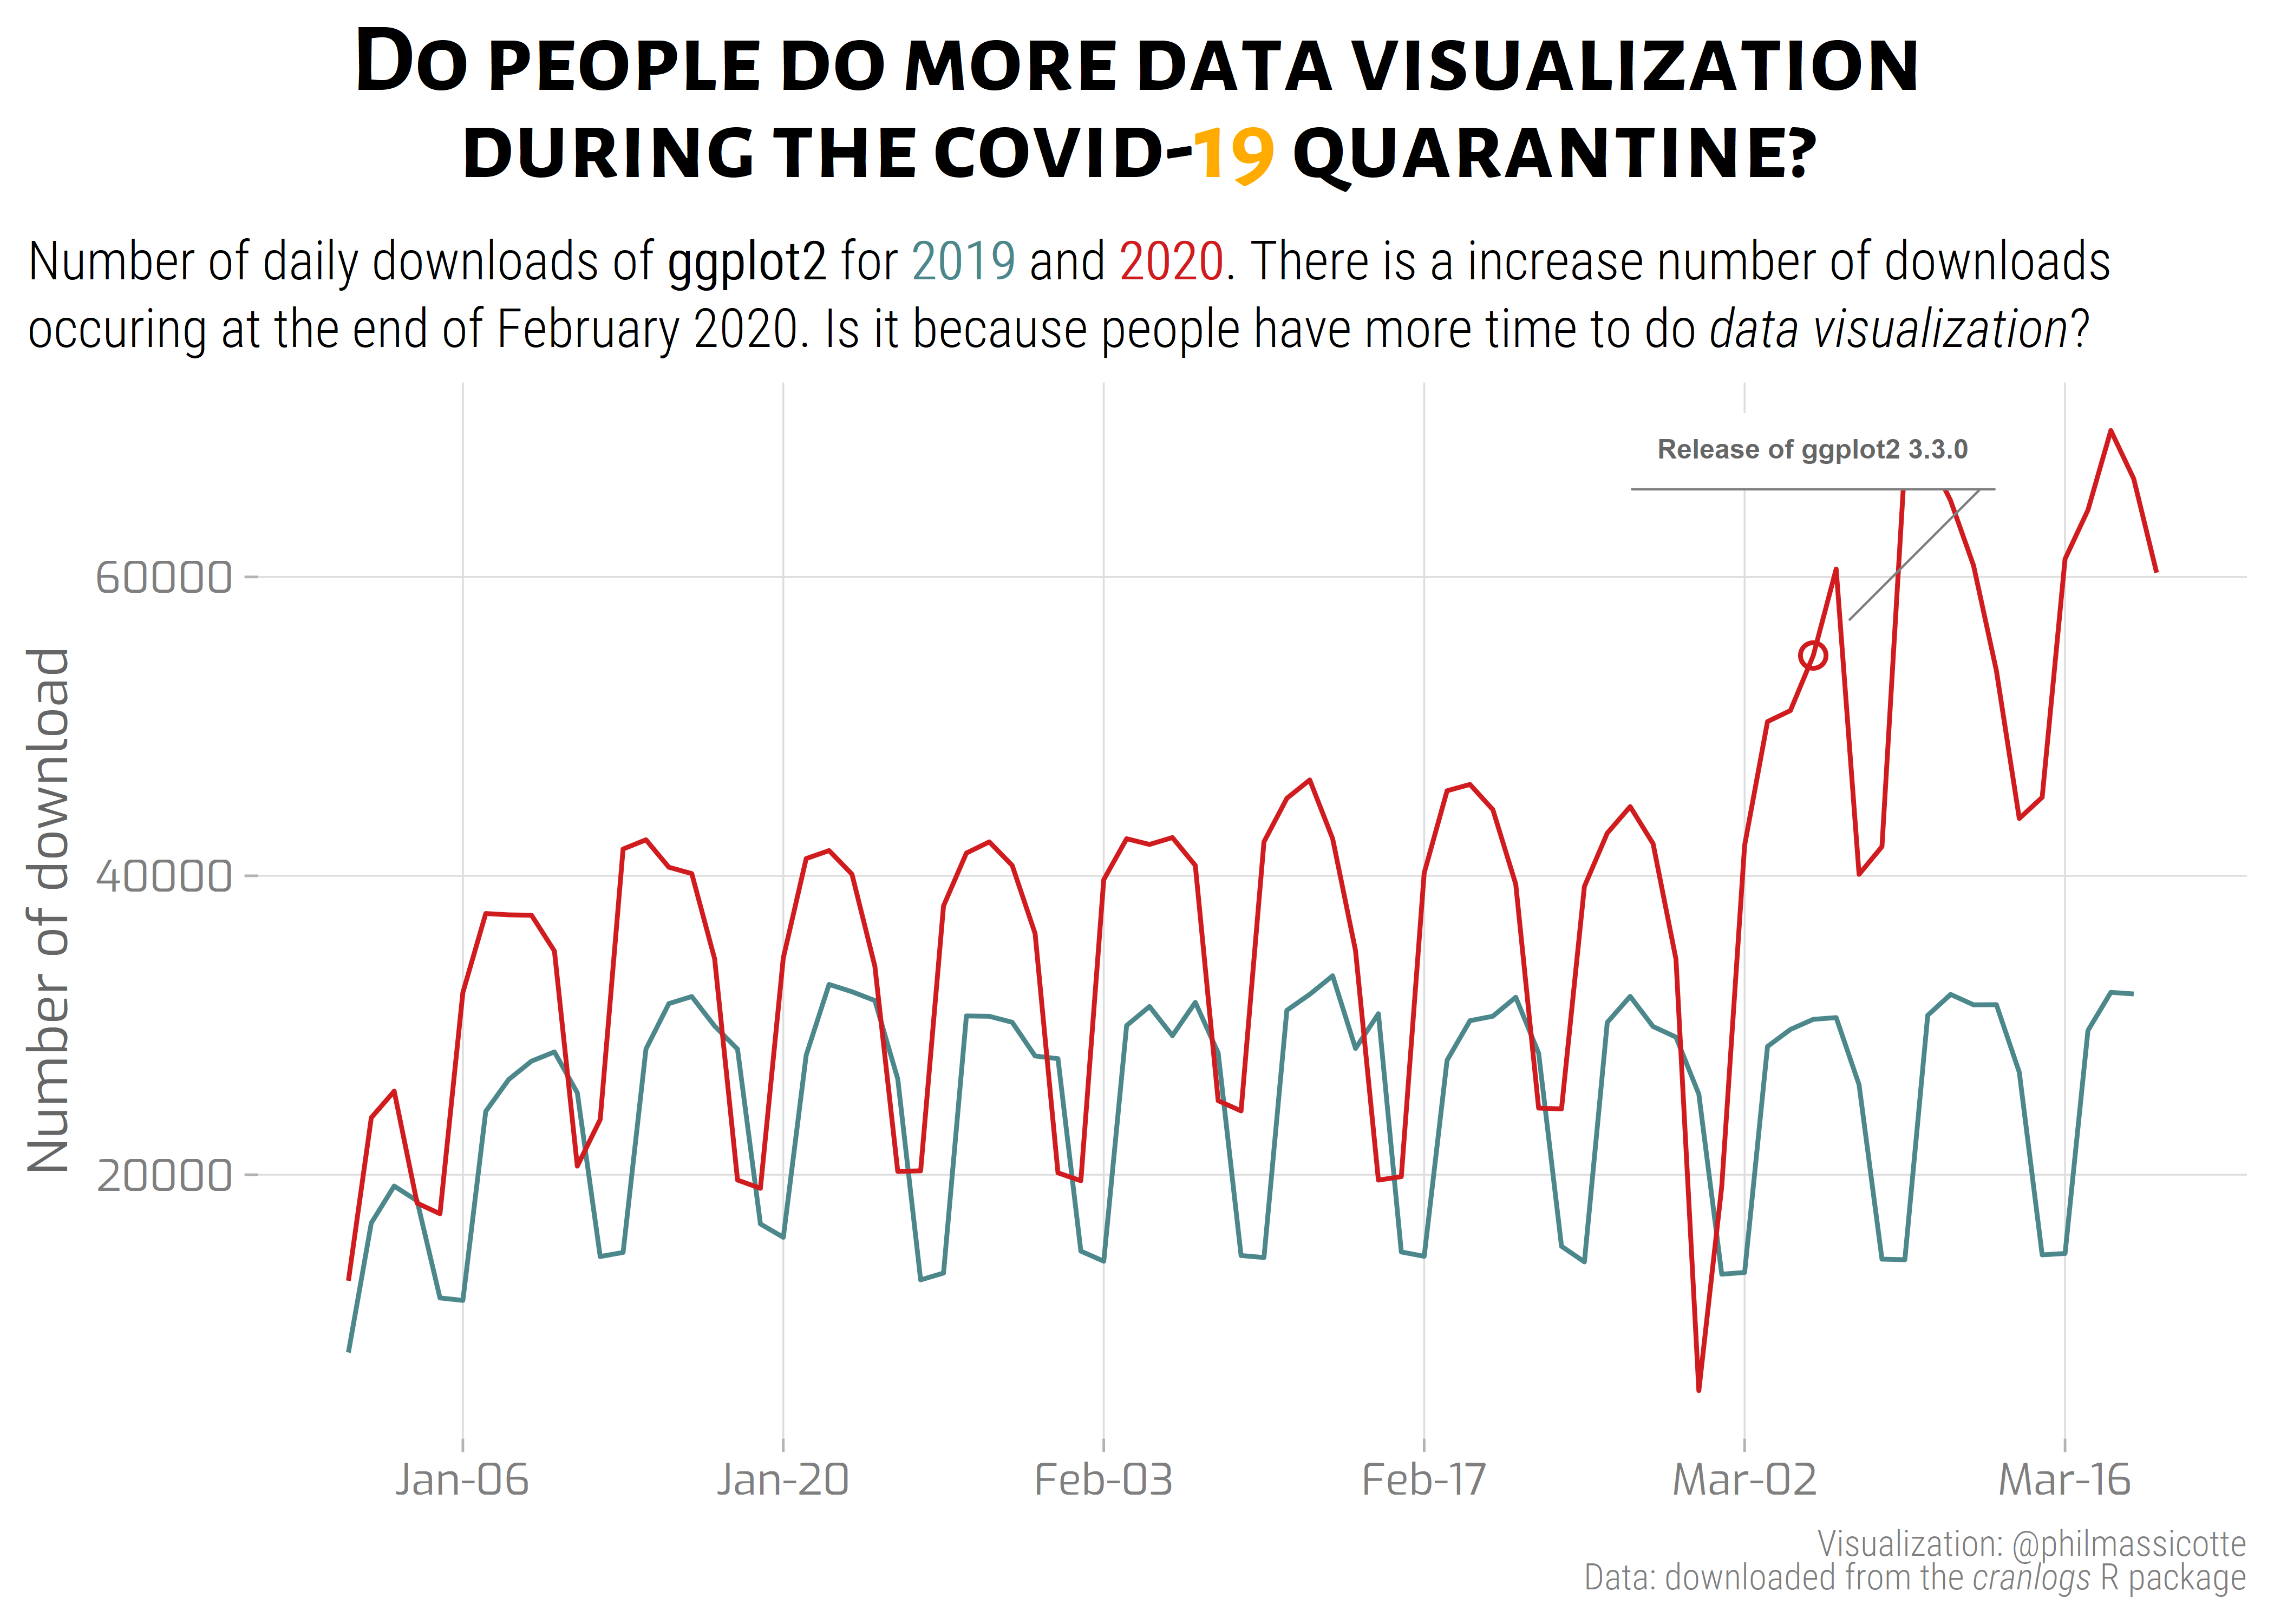 Do people do more data visualization
during the covid-19 quarantine?
Number of daily downloads of ggplot2 for 2019 and 2020. There is a increase number of downloads
occuring at the end of February 2020. Is it because people have more time to do data visualization?
Release of ggplot2 3.3.0
60000
40000
20000
Number of download
Jan-06 Jan-20 Feb-03 Feb-17 Mar-02 Mar-16
Visualization: @philmassicotte
Data: downloaded from the cranlogs R package